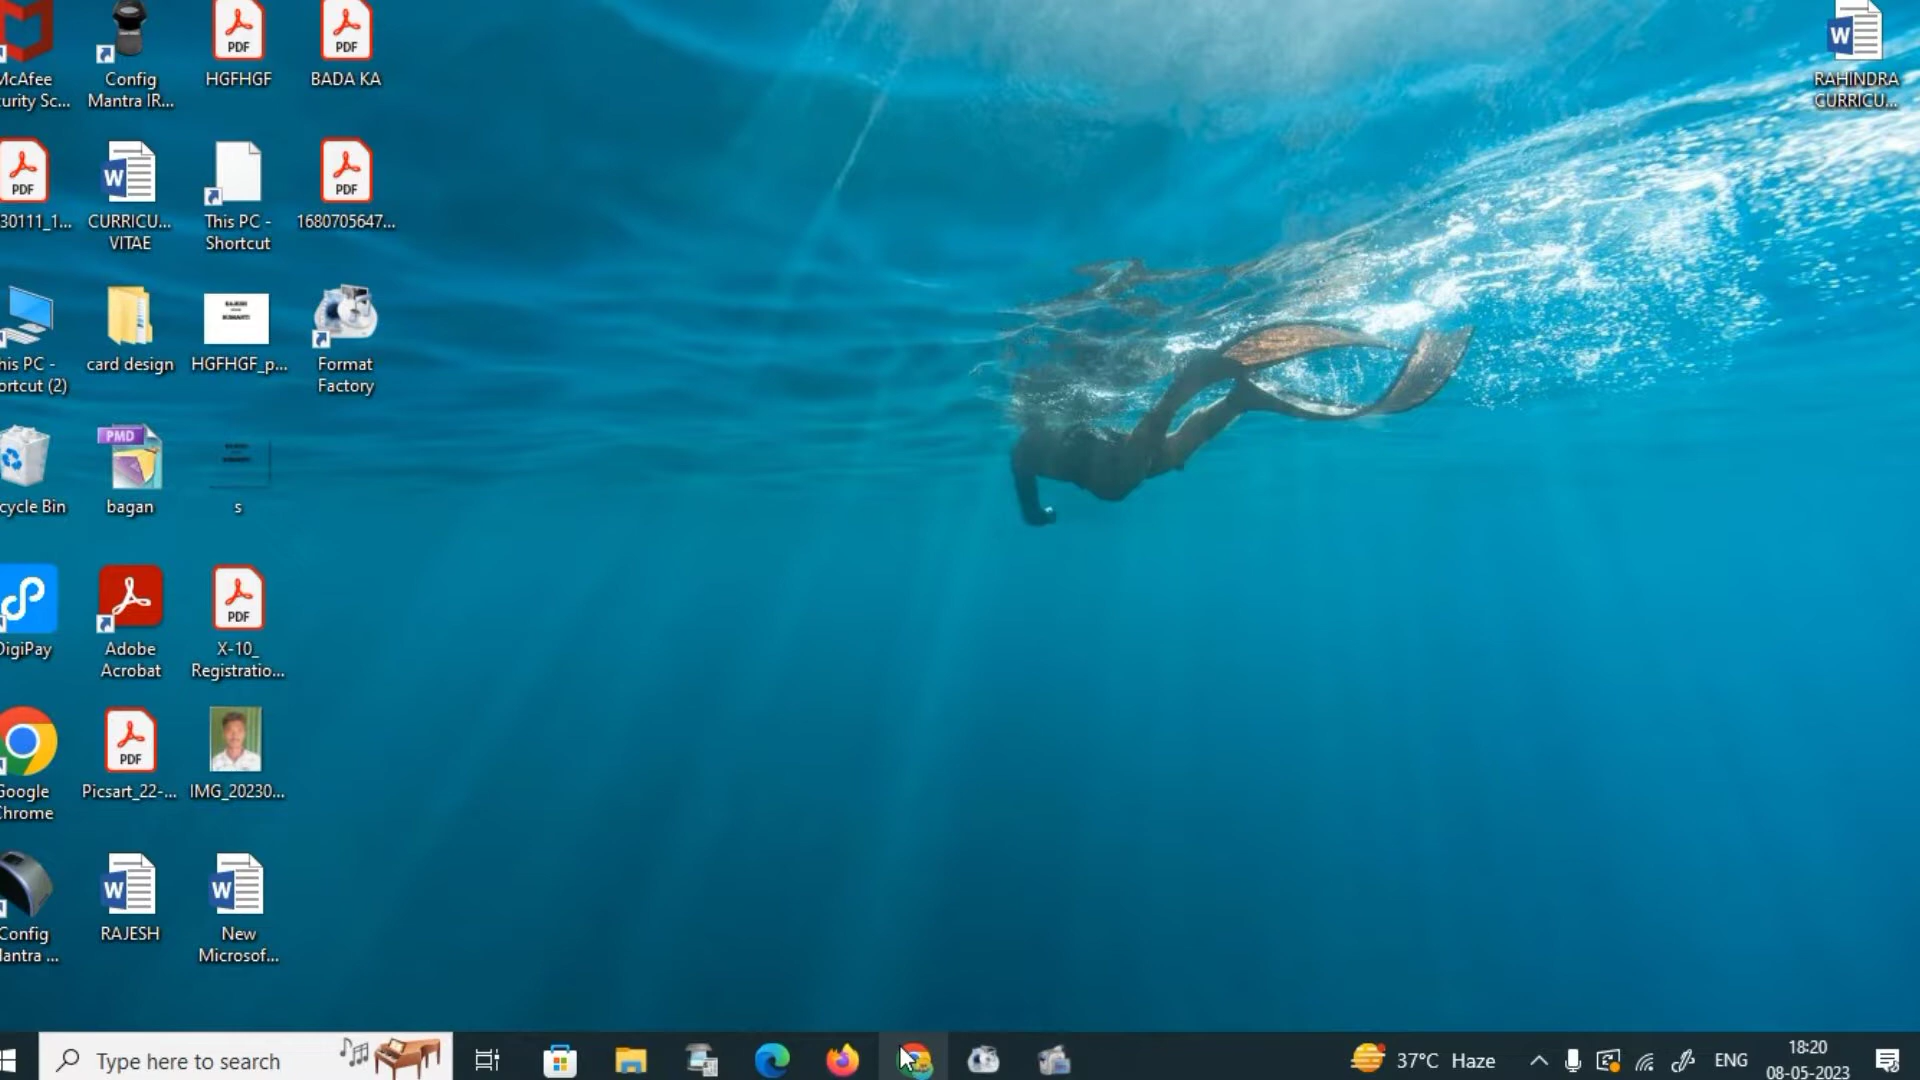 McAfee
urity Sc...
Config
Mantra IR...
PDF
HGFHGF
PDF
BADA KA
W
RAHINDRA
CURRICU...
PDF
30111_1...
W
CURRICU...
VITAE
This PC -
Shortcut
PDF
1680705647...
his PC -
ortcut (2)
card design
HGFHGF_p...
Format
Factory
cycle Bin
PMD
bagan
s
DigiPay
Adobe
Acrobat
PDF
X-10_
Registratio...
Google
Chrome
PDF
Picsart_22-...
IMG_20230...
Config
Mantra ...
W
RAJESH
W
New
Microsof...
Type here to search
37°C Haze
ENG
18:20
08-05-2023